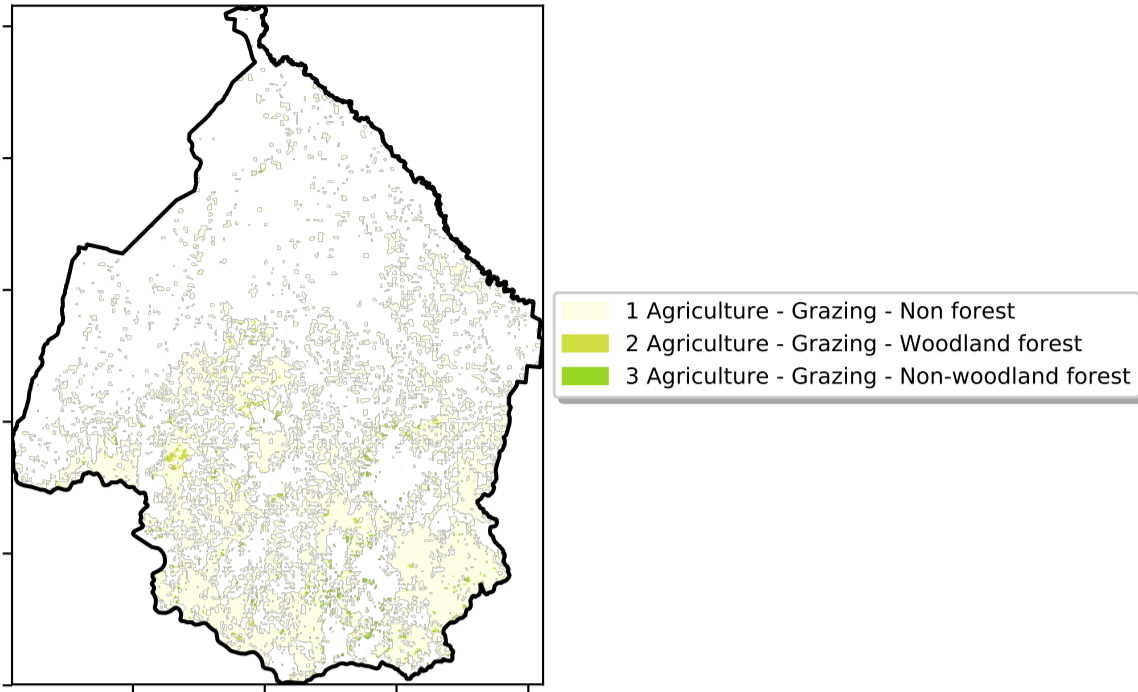 1 Agriculture - Grazing - Non forest
2 Agriculture - Grazing - Woodland forest
3 Agriculture - Grazing - Non-woodland forest